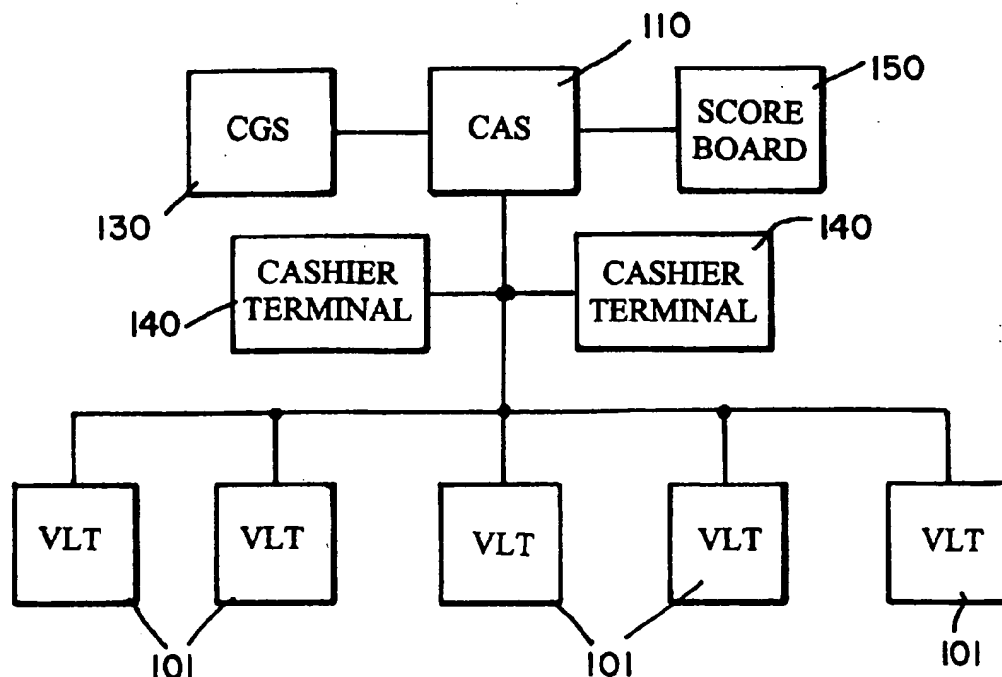 110
150
CGS
CAS
SCORE
BOARD
130
140
CASHIER
TERMINAL
CASHIER
TERMINAL
140
VLT
VLT
VLT
VLT
VLT
101
101
101
101